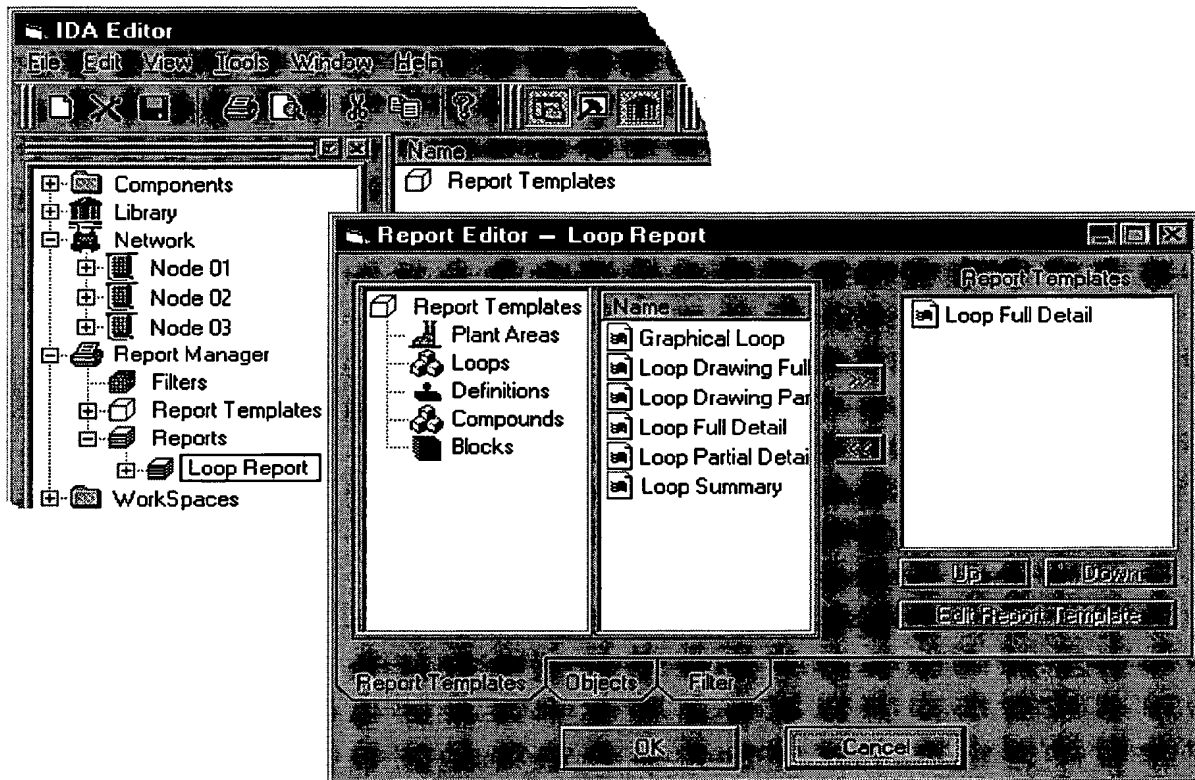 IDA Editor
File Edit View Tools Window Help
Name
Report Templates
Components
Library
Network
Node 01
Node 02
Node 03
Report Manager
Filters
Report Templates
Reports
Loop Report
WorkSpaces
Report Editor – Loop Report
Report Templates
Plant Areas
Loops
Definitions
Compounds
Blocks
Name
Graphical Loop
Loop Drawing Full
Loop Drawing Par
Loop Full Detail
Loop Partial Detai
Loop Summary
>>
<<
Report Templates
Loop Full Detail
Up Down
Edit Report Template
Report Templates Objects Filter
OK Cancel